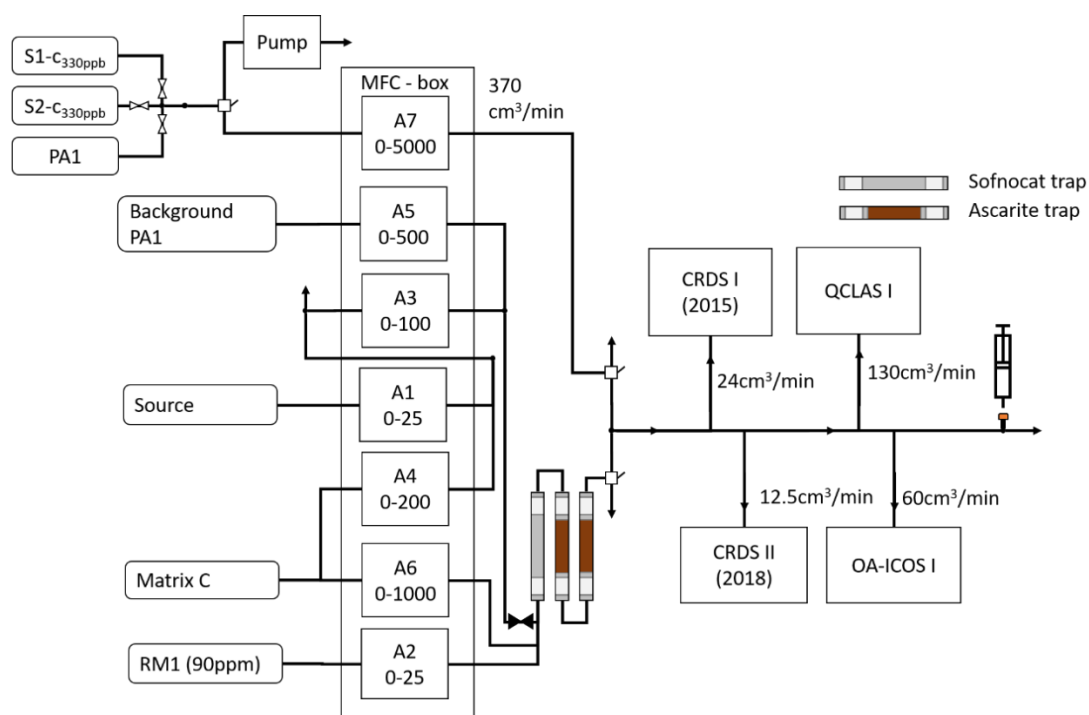 S1-c330ppb
S2-c330ppb
PA1
Pump
MFC - box
370
cm³/min
A7
0-5000
Background
PA1
A5
0-500
A3
0-100
Source
A1
0-25
A4
0-200
Matrix C
A6
0-1000
RM1 (90ppm)
A2
0-25
Sofnocat trap
Ascarite trap
CRDS I
(2015)
QCLAS I
24cm³/min
130cm³/min
12.5cm³/min
60cm³/min
CRDS II
(2018)
OA-ICOS I